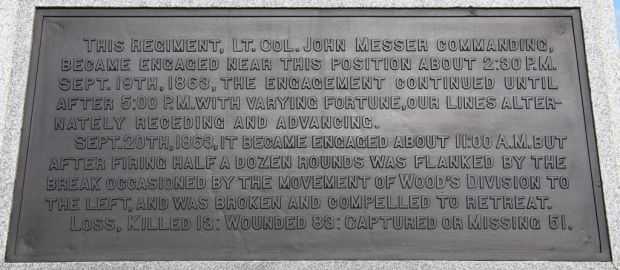 THIS REGIMENT, LT. COL. JOHN MESSER COMMANDING,
BECAME ENGAGED NEAR THIS POSITION ABOUT 2:30 P.M.
SEPT. 19TH, 1863, THE ENGAGEMENT CONTINUED UNTIL
AFTER 5:00 P.M. WITH VARYING FORTUNE, OUR LINES ALTER-
NATELY RECEDING AND ADVANCING.
SEPT. 20TH, 1863, IT BECAME ENGAGED ABOUT 11:00 A.M. BUT
AFTER FIRING HALF A DOZEN ROUNDS WAS FLANKED BY THE
BREAK OCCASIONED BY THE MOVEMENT OF WOOD'S DIVISION TO
THE LEFT, AND WAS BROKEN AND COMPELLED TO RETREAT.
LOSS, KILLED 13: WOUNDED 83: CAPTURED OR MISSING 51.